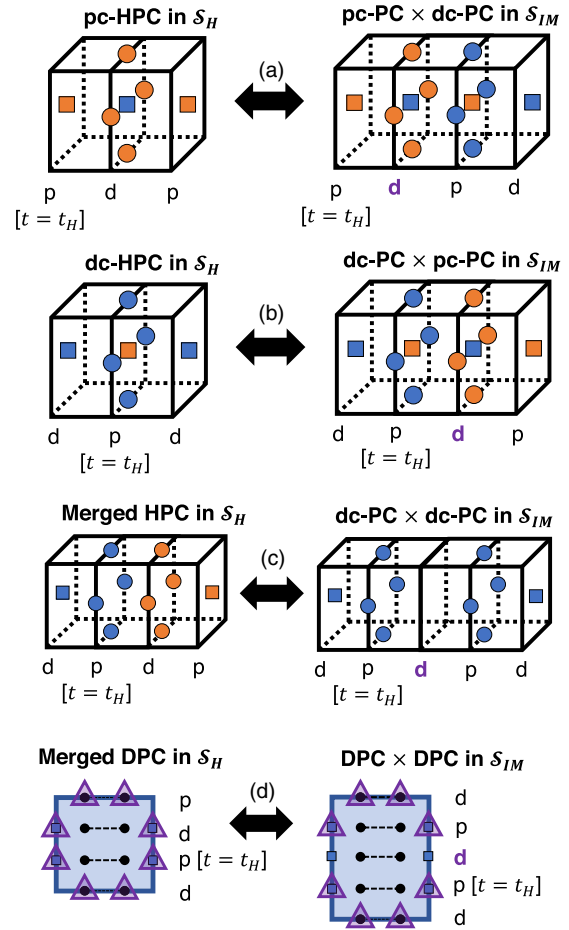 pc-HPC in 𝓢_H
pc-PC × dc-PC in 𝓢_IM
(a)
p d p
p d p d
[t = t_H]
[t = t_H]
dc-HPC in 𝓢_H
dc-PC × pc-PC in 𝓢_IM
(b)
d p d
d p d p
[t = t_H]
[t = t_H]
Merged HPC in 𝓢_H
dc-PC × dc-PC in 𝓢_IM
(c)
d p d p
d p d p d
[t = t_H]
[t = t_H]
Merged DPC in 𝓢_H
DPC × DPC in 𝓢_IM
(d)
p
d
p [t = t_H]
d
d
p
d
p [t = t_H]
d